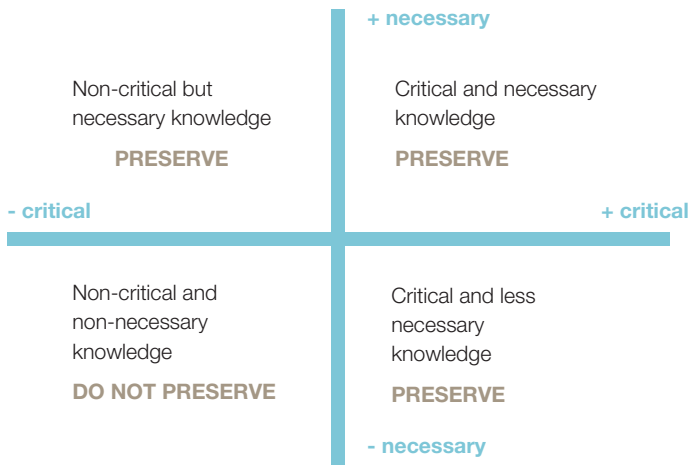 + necessary
Non-critical but
necessary knowledge
PRESERVE
Critical and necessary
knowledge
PRESERVE
- critical
+ critical
Non-critical and
non-necessary
knowledge
DO NOT PRESERVE
Critical and less
necessary
knowledge
PRESERVE
- necessary